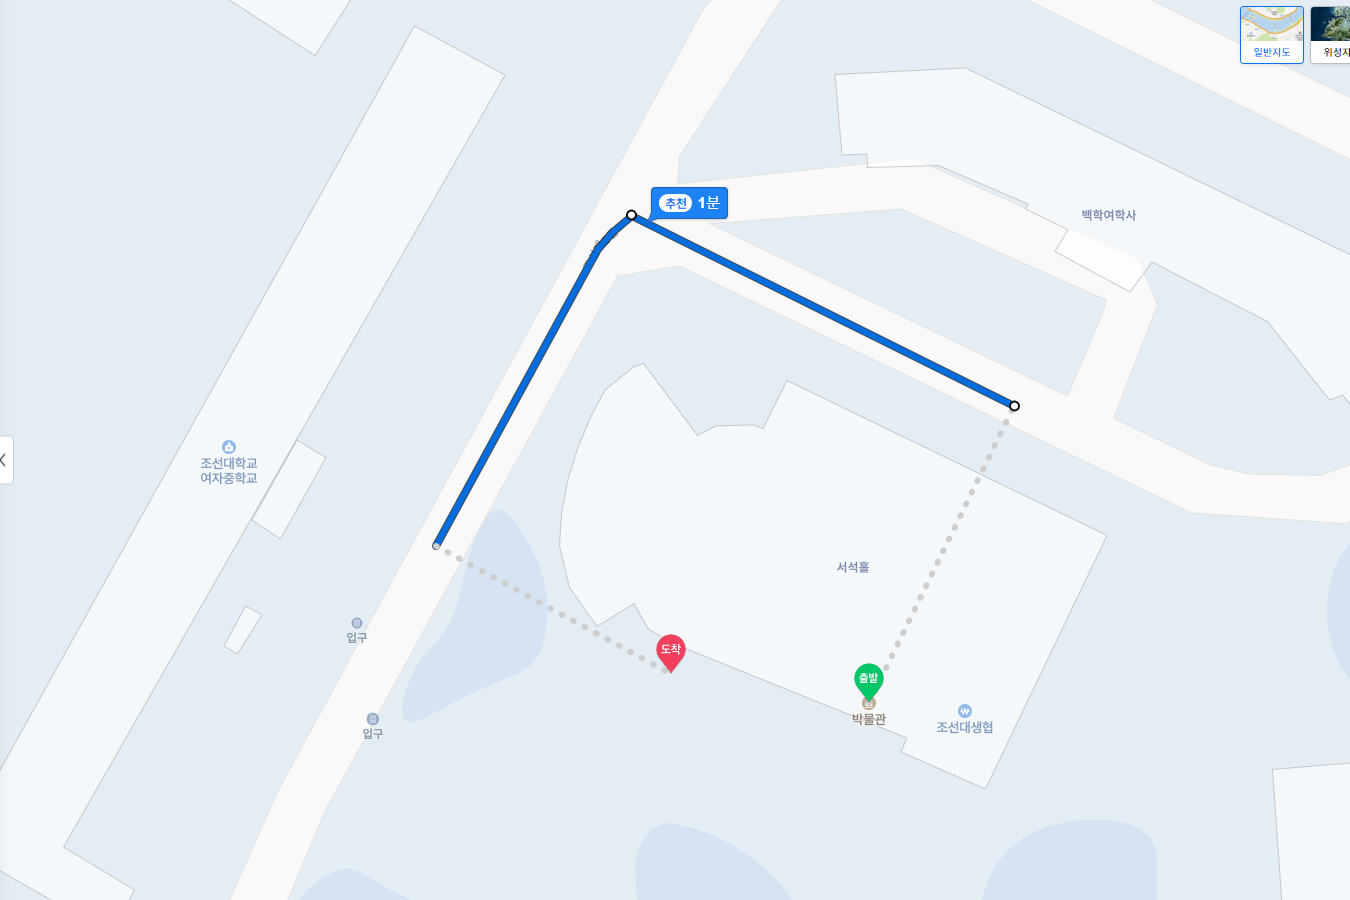 일반지도
위성지
추천 1분
백학여학사
조선대학교
여자중학교
서석홀
입구
도착
출발
박물관
조선대생협
입구